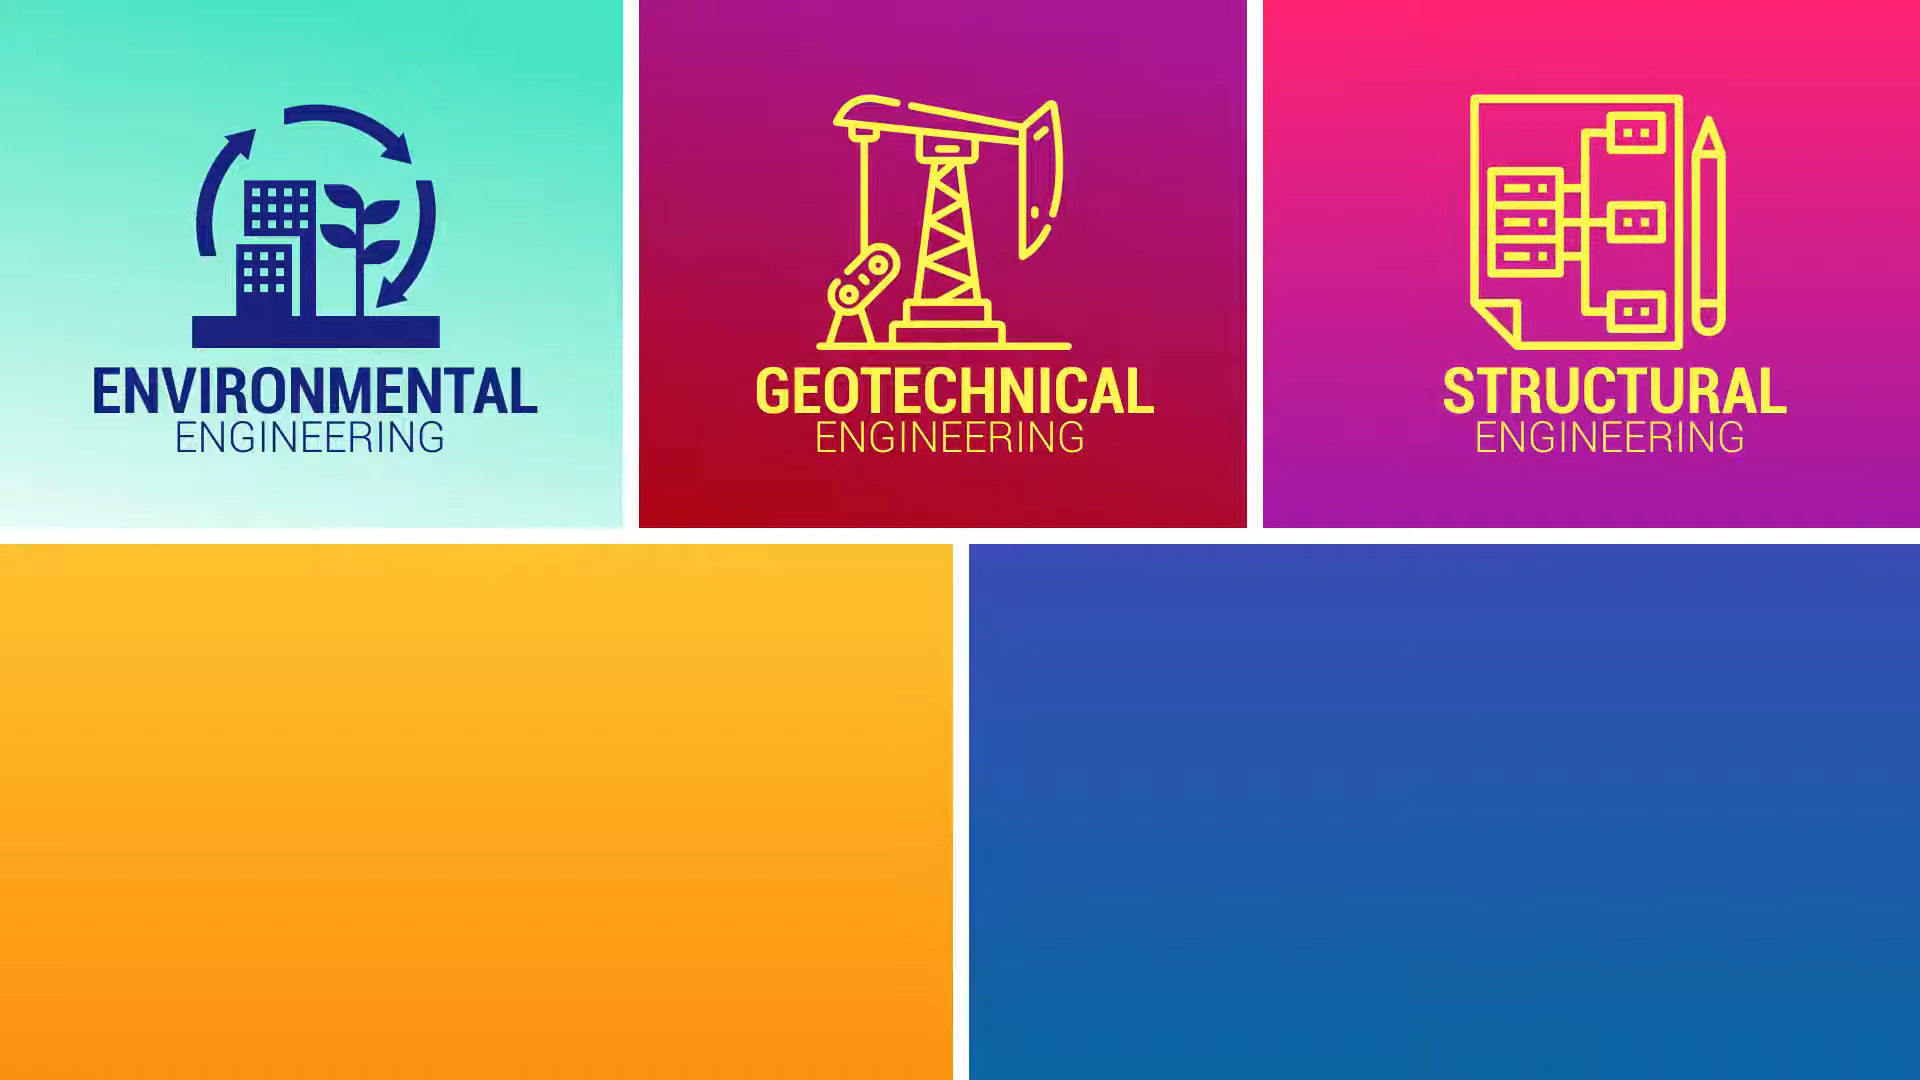 ENVIRONMENTAL
ENGINEERING
GEOTECHNICAL
ENGINEERING
STRUCTURAL
ENGINEERING